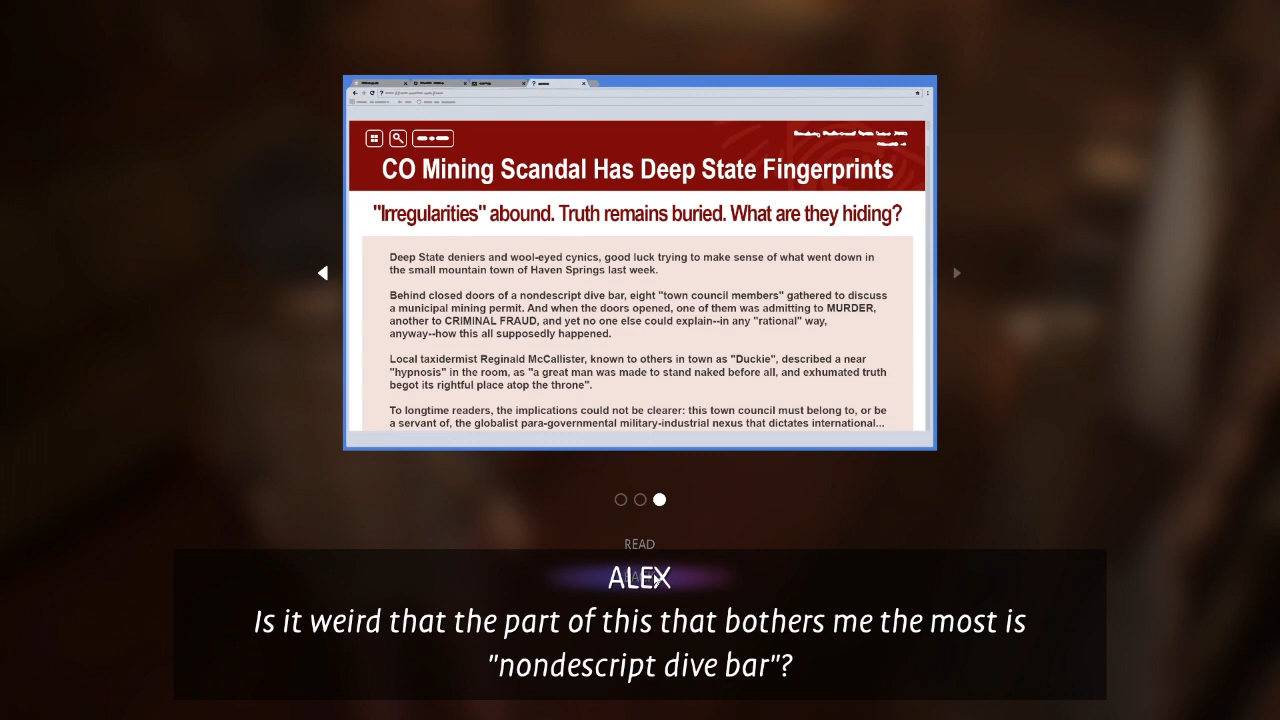 CO Mining Scandal Has Deep State Fingerprints
"Irregularities" abound. Truth remains buried. What are they hiding?
Deep State deniers and wool-eyed cynics, good luck trying to make sense of what went down in
the small mountain town of Haven Springs last week.
Behind closed doors of a nondescript dive bar, eight "town council members" gathered to discuss
a municipal mining permit. And when the doors opened, one of them was admitting to MURDER,
another to CRIMINAL FRAUD, and yet no one else could explain--in any "rational" way,
anyway--how this all supposedly happened.
Local taxidermist Reginald McCallister, known to others in town as "Duckie", described a near
"hypnosis" in the room, as "a great man was made to stand naked before all, and exhumated truth
begot its rightful place atop the throne".
To longtime readers, the implications could not be clearer: this town council must belong to, or be
a servant of, the globalist para-governmental military-industrial nexus that dictates international...
READ
ALEX
Is it weird that the part of this that bothers me the most is
"nondescript dive bar"?